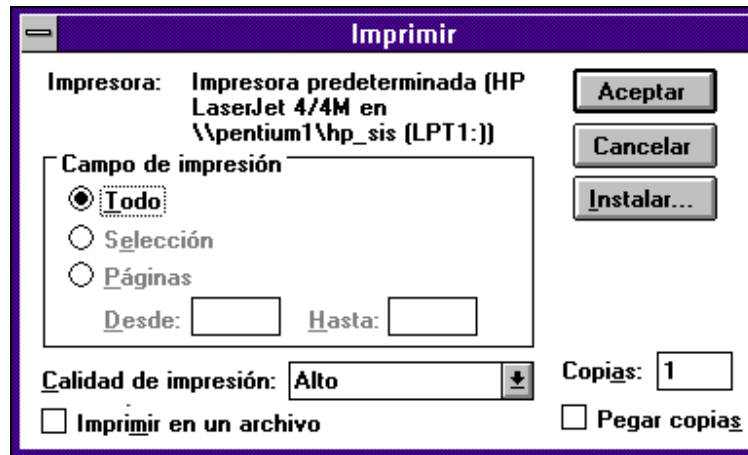 Imprimir
Impresora: Impresora predeterminada (HP
LaserJet 4/4M en
\\pentium1\hp_sis (LPT1:))
Aceptar
Cancelar
Instalar...
Campo de impresión
Todo
Selección
Páginas
Desde: Hasta:
Calidad de impresión: Alto
Copias: 1
Imprimir en un archivo
Pegar copias